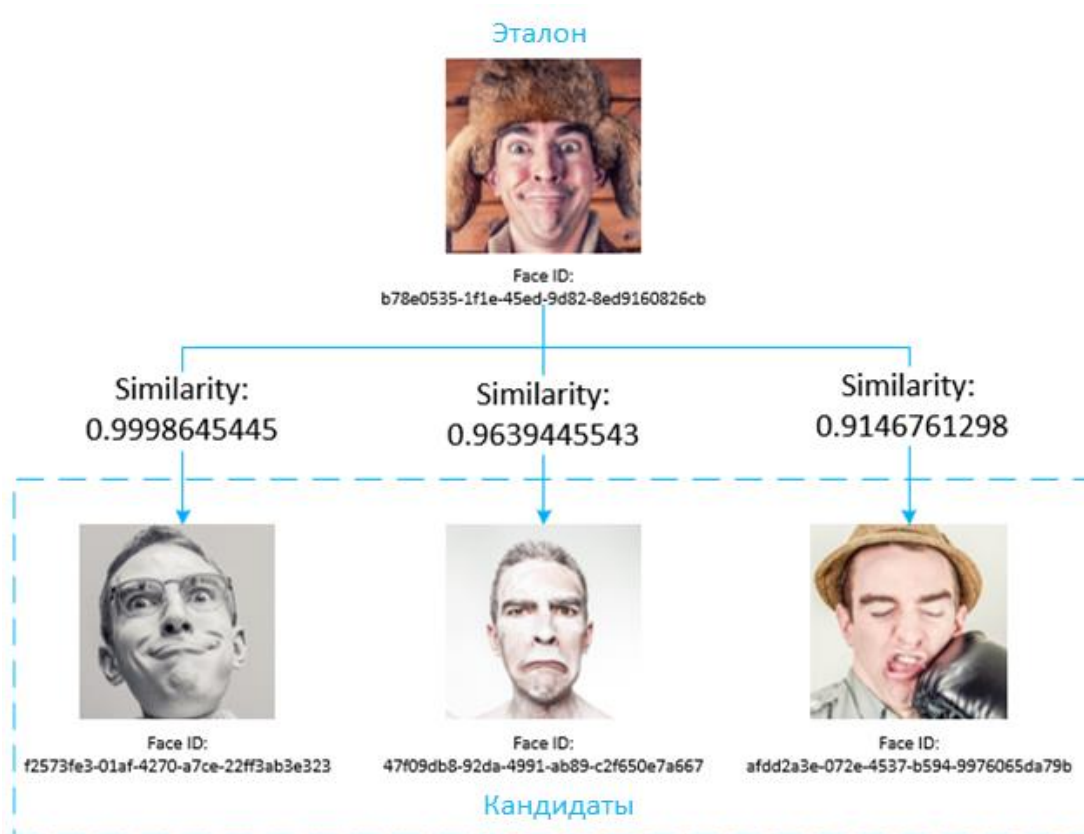 Эталон
Face ID:
b78e0535-1f1e-45ed-9d82-8ed9160826cb
Similarity:
0.9998645445
Similarity:
0.9639445543
Similarity:
0.9146761298
Face ID:
f2573fe3-01af-4270-a7ce-22ff3ab3e323
Face ID:
47f09db8-92da-4991-ab89-c2f650e7a667
Face ID:
afdd2a3e-072e-4537-b594-9976065da79b
Кандидаты